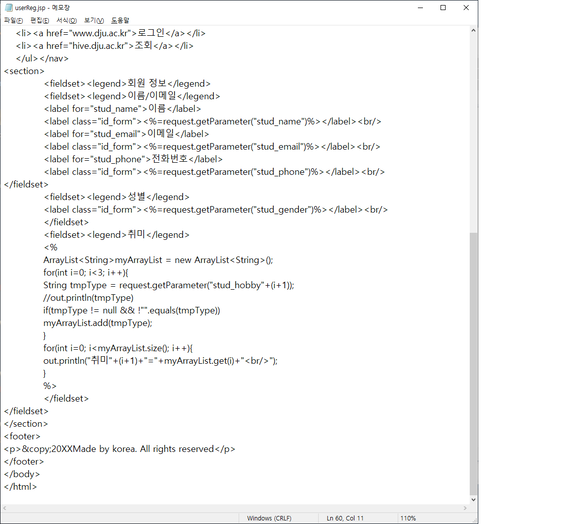 userReg.jsp - 메모장
파일(F) 편집(E) 서식(O) 보기(V) 도움말
<li><a href="www.dju.ac.kr">로그인</a></li>
<li><a href="hive.dju.ac.kr">조회</a></li>
</ul></nav>
<section>
<fieldset><legend>회원 정보</legend>
<fieldset><legend>이름/이메일</legend>
<label for="stud_name">이름</label>
<label class="id_form"><%=request.getParameter("stud_name")%></label><br/>
<label for="stud_email">이메일</label>
<label class="id_form"><%=request.getParameter("stud_email")%></label><br/>
<label for="stud_phone">전화번호</label>
<label class="id_form"><%=request.getParameter("stud_phone")%></label><br/>
</fieldset>
<fieldset><legend>성별</legend>
<label class="id_form"><%=request.getParameter("stud_gender")%></label><br/>
</fieldset>
<fieldset><legend>취미</legend>
<%
ArrayList<String>myArrayList = new ArrayList<String>();
for(int i=0; i<3; i++){
String tmpType = request.getParameter("stud_hobby"+(i+1));
//out.println(tmpType)
if(tmpType != null && !"".equals(tmpType))
myArrayList.add(tmpType);
}
for(int i=0; i<myArrayList.size(); i++){
out.println("취미"+(i+1)+"="+myArrayList.get(i)+"<br/>");
}
%>
</fieldset>
</fieldset>
</section>
<footer>
<p>&copy;20XXMade by korea. All rights reserved</p>
</footer>
</body>
</html>
Windows (CRLF) Ln 60, Col 11 110%